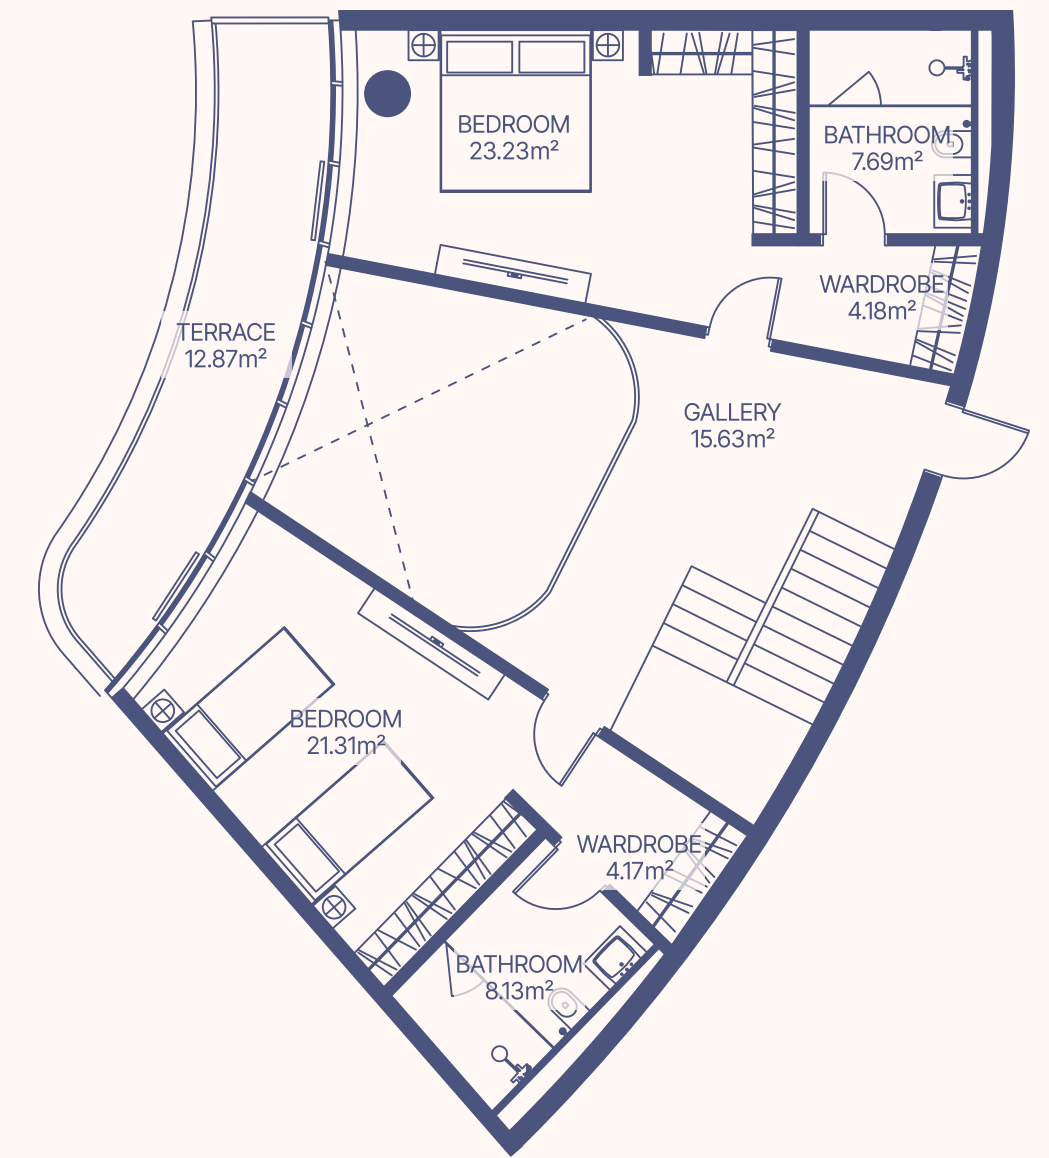 BEDROOM
23.23m²
BATHROOM
7.69m²
WARDROBE
4.18m²
TERRACE
12.87m²
GALLERY
15.63m²
BEDROOM
21.31m²
WARDROBE
4.17m²
BATHROOM
8.13m²